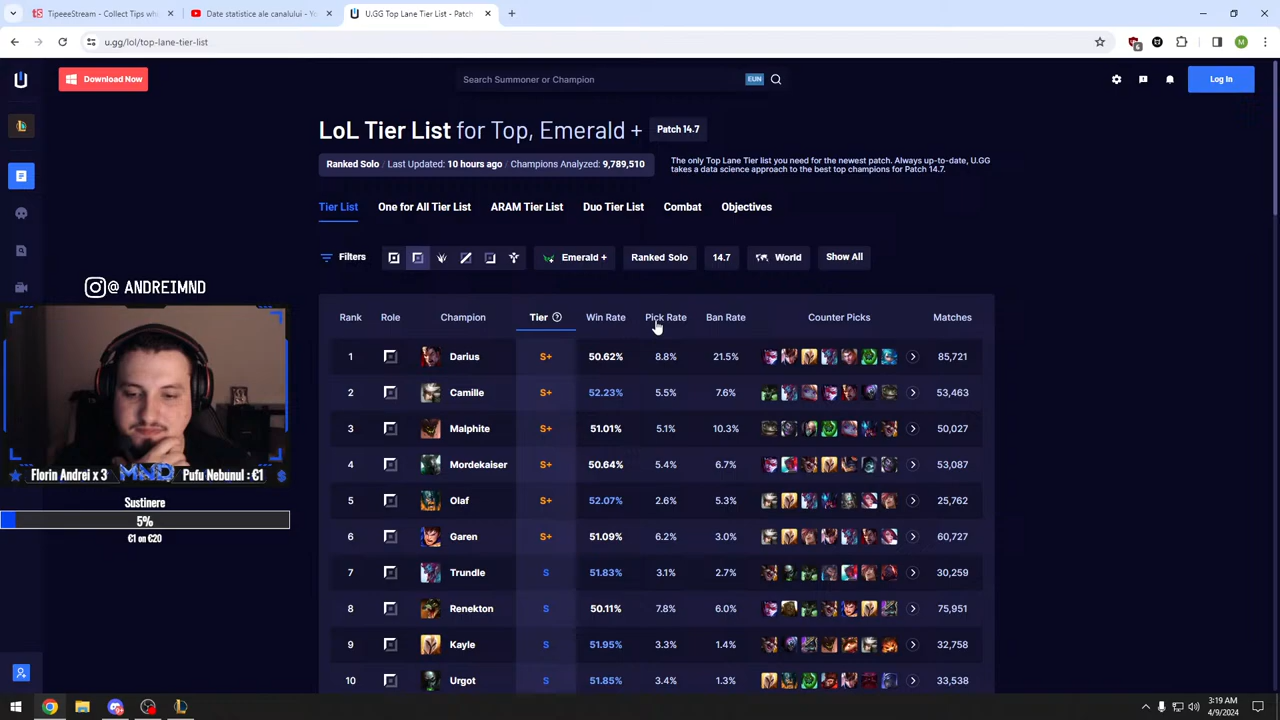 TipeeeStream - Collect Tips whi
Date statistice ale canalului - Yo
U.GG Top Lane Tier List - Patch
u.gg/lol/top-lane-tier-list
6
M
Download Now
Search Summoner or Champion
EUN
Log In
LoL Tier List for Top, Emerald +
Patch 14.7
Ranked Solo / Last Updated: 10 hours ago / Champions Analyzed: 9,789,510
The only Top Lane Tier list you need for the newest patch. Always up-to-date, U.GG
takes a data science approach to the best top champions for Patch 14.7.
Tier List One for All Tier List ARAM Tier List Duo Tier List Combat Objectives
Filters Emerald + Ranked Solo 14.7 World Show All
Rank Role Champion Tier ? Win Rate Pick Rate Ban Rate Counter Picks Matches
1 Darius S+ 50.62% 8.8% 21.5% 85,721
2 Camille S+ 52.23% 5.5% 7.6% 53,463
3 Malphite S+ 51.01% 5.1% 10.3% 50,027
4 Mordekaiser S+ 50.64% 5.4% 6.7% 53,087
5 Olaf S+ 52.07% 2.6% 5.3% 25,762
6 Garen S+ 51.09% 6.2% 3.0% 60,727
7 Trundle S 51.83% 3.1% 2.7% 30,259
8 Renekton S 50.11% 7.8% 6.0% 75,951
9 Kayle S 51.95% 3.3% 1.4% 32,758
10 Urgot S 51.85% 3.4% 1.3% 33,538
@ ANDREIMND
Florin Andrei x 3 MND Pufu Nebunul : €1
Sustinere
5%
€1 on €20
3:19 AM
4/9/2024